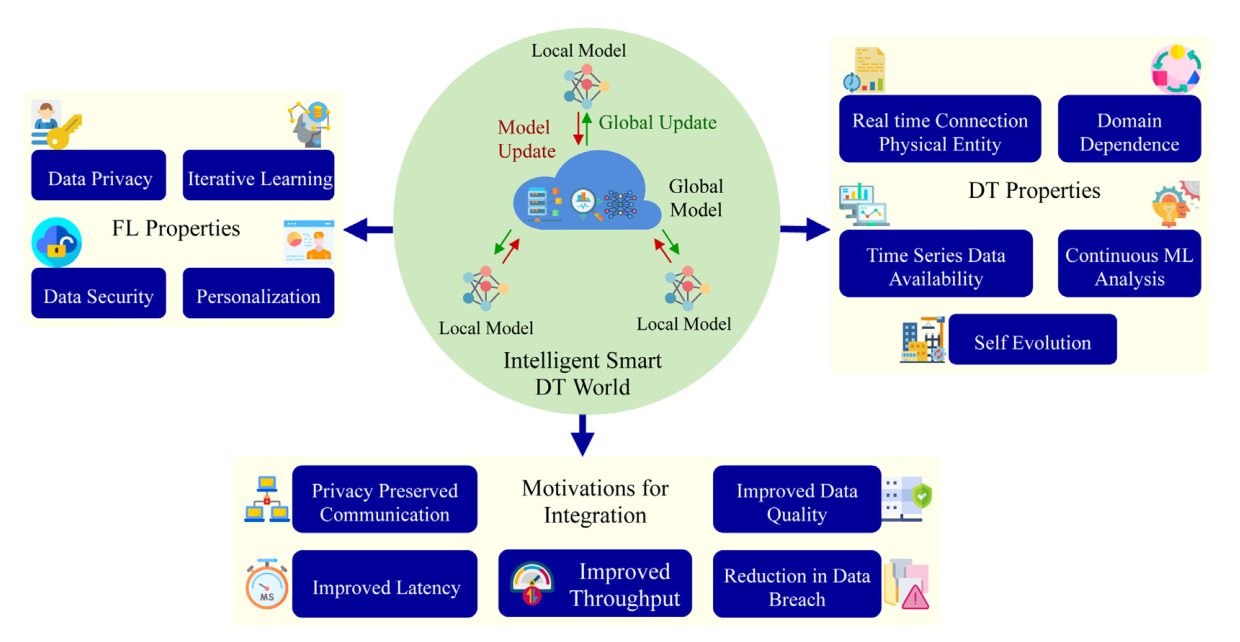 Local Model
Model
Update
Global Update
Global
Model
Local Model
Local Model
Intelligent Smart
DT World
Data Privacy
Iterative Learning
FL Properties
Data Security
Personalization
Real time Connection
Physical Entity
Domain
Dependence
DT Properties
Time Series Data
Availability
Continuous ML
Analysis
Self Evolution
Privacy Preserved
Communication
Motivations for
Integration
Improved Data
Quality
MS
Improved Latency
Improved
Throughput
Reduction in Data
Breach